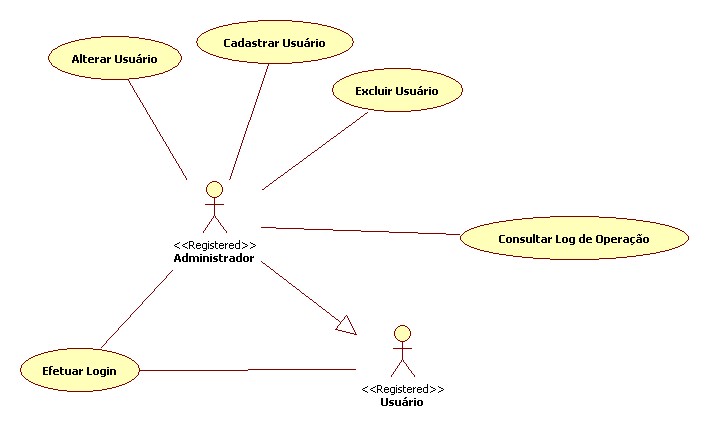 Cadastrar Usuário
Alterar Usuário
Excluir Usuário
<<Registered>>
Administrador
Consultar Log de Operação
Efetuar Login
<<Registered>>
Usuário